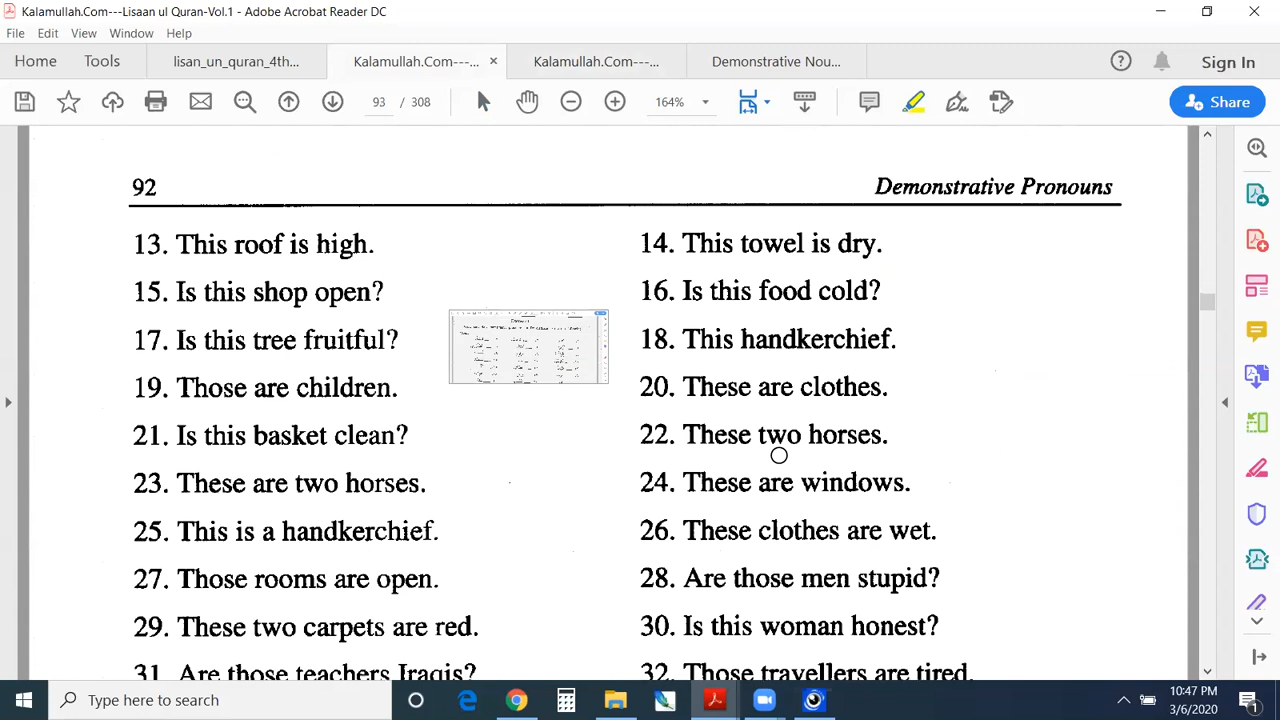 Kalamullah.Com---Lisaan ul Quran-Vol.1 - Adobe Acrobat Reader DC
File Edit View Window Help
Home Tools lisan_un_quran_4th... Kalamullah.Com---... Kalamullah.Com---... Demonstrative Nou... Sign In
93 / 308 164% Share
92 Demonstrative Pronouns
13. This roof is high. 14. This towel is dry.
15. Is this shop open? 16. Is this food cold?
17. Is this tree fruitful? 18. This handkerchief.
19. Those are children. 20. These are clothes.
21. Is this basket clean? 22. These two horses.
23. These are two horses. 24. These are windows.
25. This is a handkerchief. 26. These clothes are wet.
27. Those rooms are open. 28. Are those men stupid?
29. These two carpets are red. 30. Is this woman honest?
31. Are those teachers Iraqis? 32. Those travellers are tired.
Type here to search 10:47 PM
3/6/2020 1